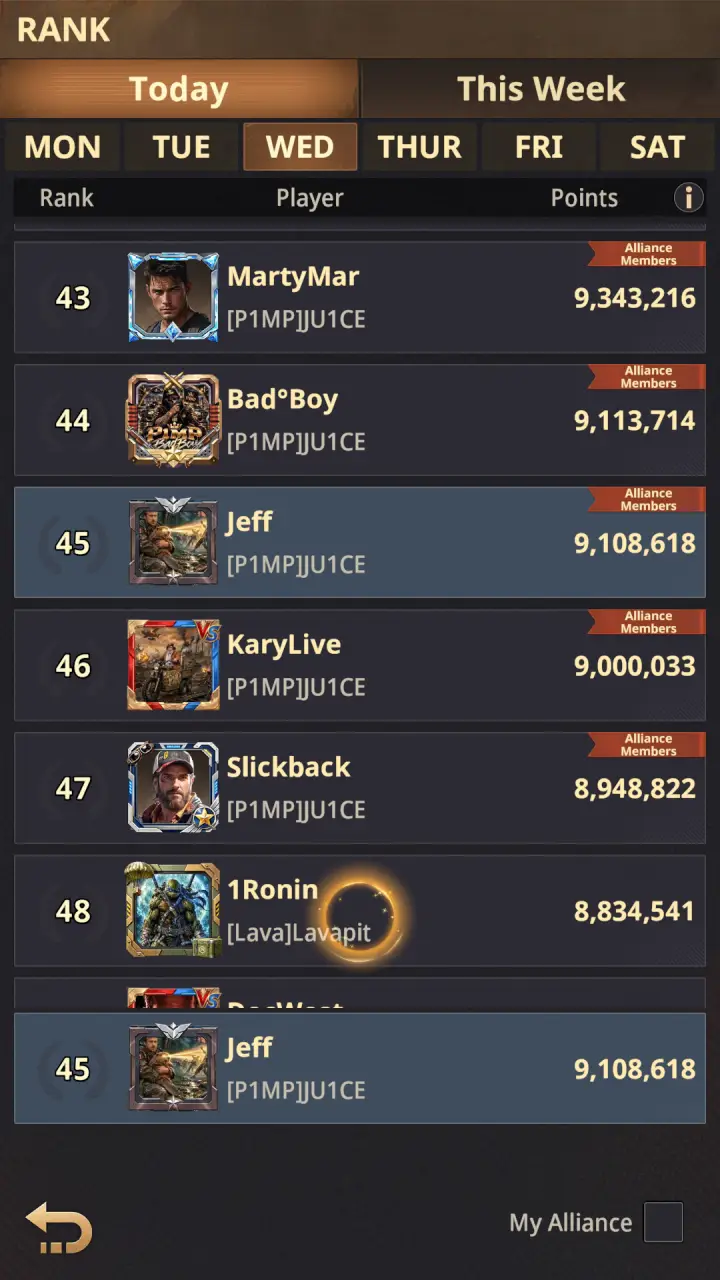 RANK
Today
This Week
MON
TUE
WED
THUR
FRI
SAT
Rank
Player
Points
43
MartyMar
[P1MP]JU1CE
Alliance
Members
9,343,216
44
Bad°Boy
[P1MP]JU1CE
Alliance
Members
9,113,714
45
Jeff
[P1MP]JU1CE
Alliance
Members
9,108,618
46
KaryLive
[P1MP]JU1CE
Alliance
Members
9,000,033
47
Slickback
[P1MP]JU1CE
Alliance
Members
8,948,822
48
1Ronin
[Lava]Lavapit
8,834,541
45
Jeff
[P1MP]JU1CE
9,108,618
My Alliance